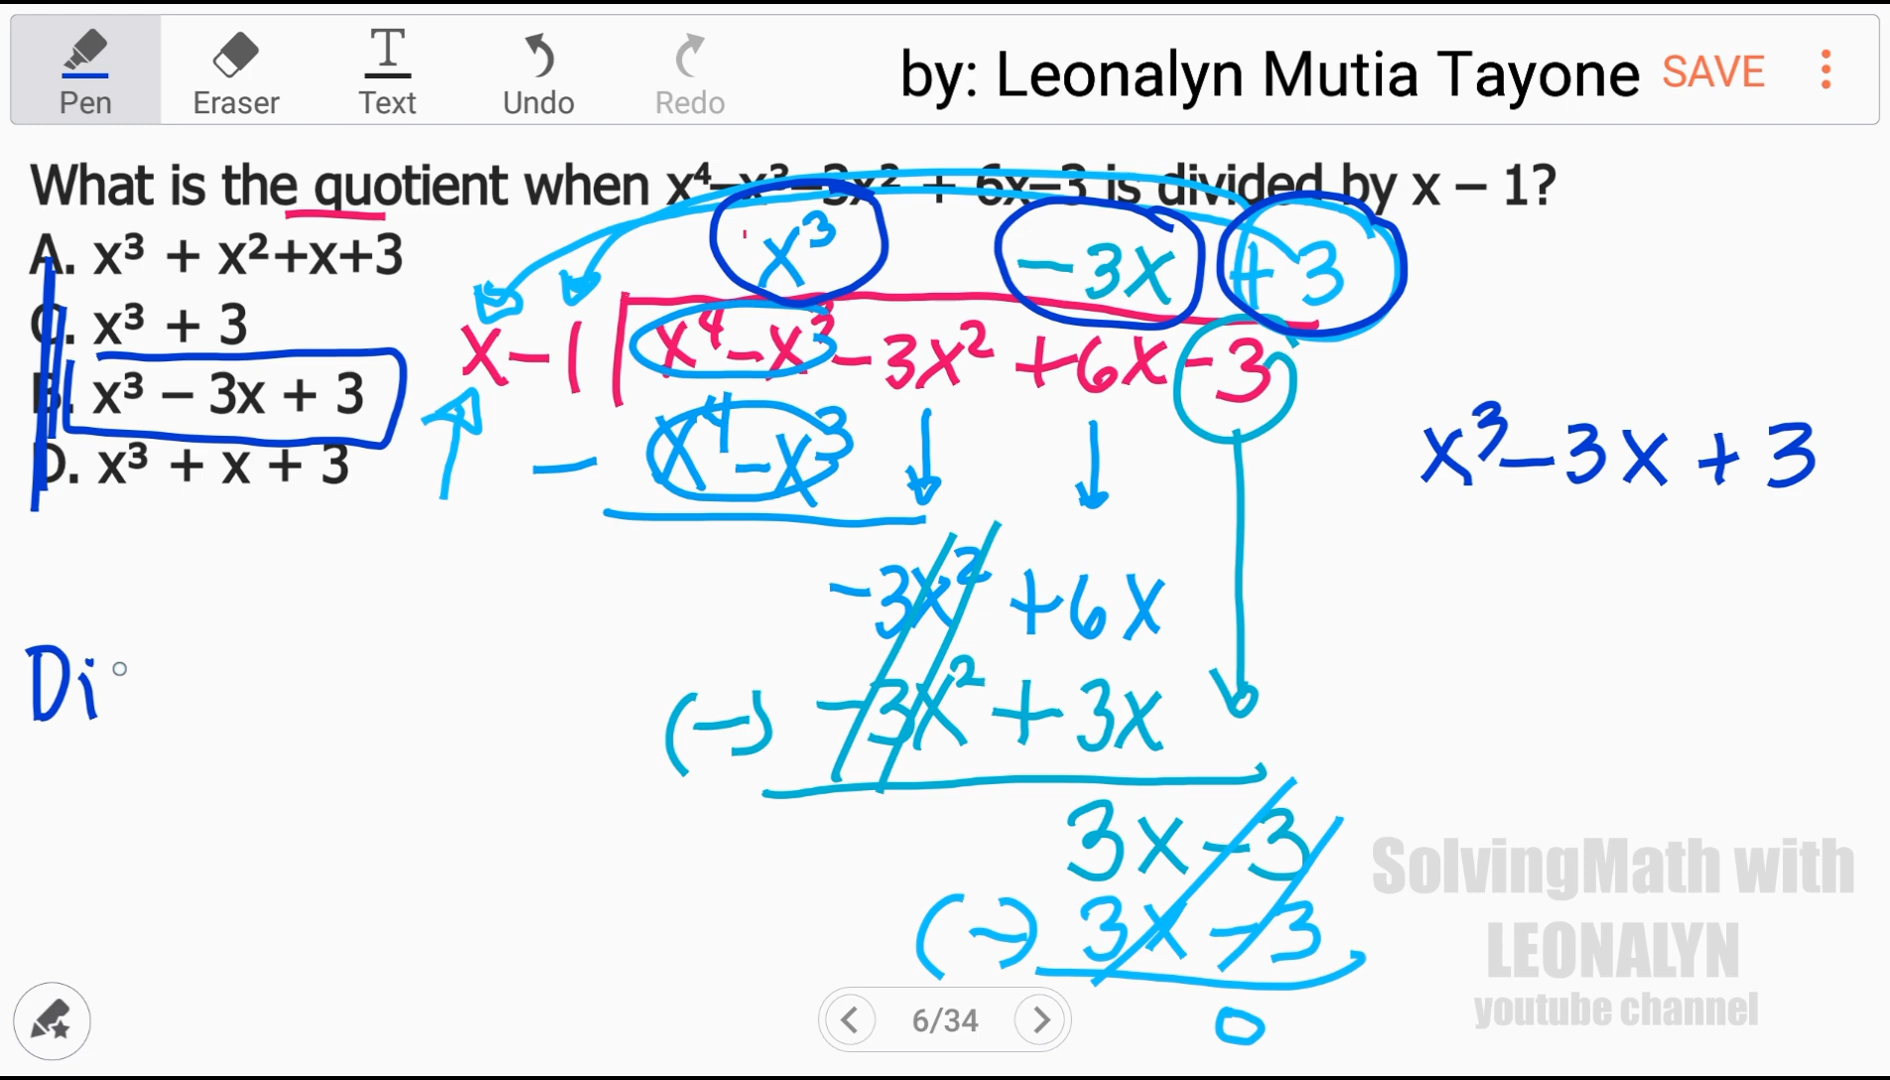 Pen Eraser Text Undo Redo by: Leonalyn Mutia Tayone SAVE
What is the quotient when x⁴–x³–3x² + 6x–3 is divided by x – 1?
A. x³ + x²+x+3
C. x³ + 3
B. x³ – 3x + 3
D. x³ + x + 3
x³ -3x +3
x-1 x⁴-x³-3x²+6x-3
- x⁴-x³
x³-3x+3
-3x²+6x
(-) -3x²+3x
3x-3
(-) 3x-3
0
Di
SolvingMath with
LEONALYN
youtube channel
6/34